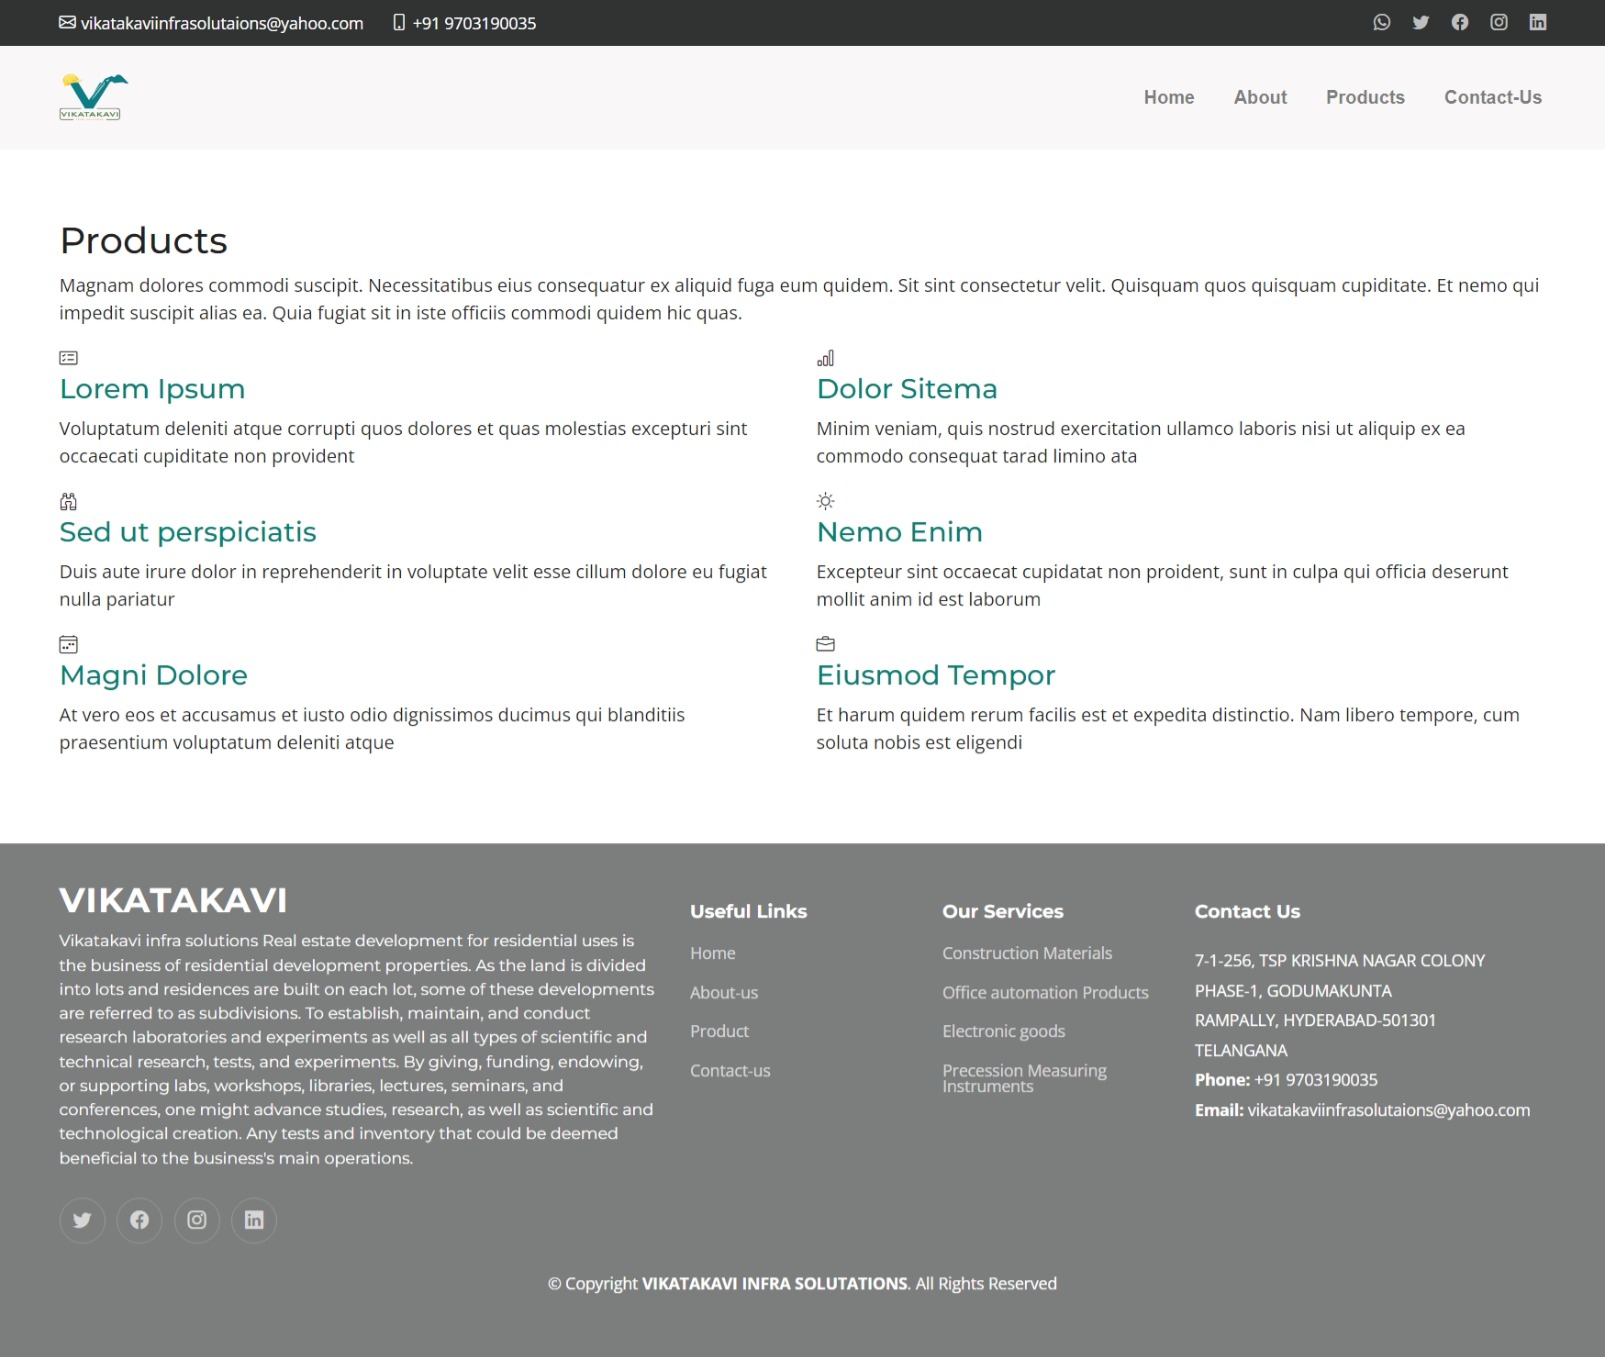 vikatakaviinfrasolutaions@yahoo.com +91 9703190035
VIKATAKAVI
Home About Products Contact-Us
Products
Magnam dolores commodi suscipit. Necessitatibus eius consequatur ex aliquid fuga eum quidem. Sit sint consectetur velit. Quisquam quos quisquam cupiditate. Et nemo qui
impedit suscipit alias ea. Quia fugiat sit in iste officiis commodi quidem hic quas.
Lorem Ipsum
Voluptatum deleniti atque corrupti quos dolores et quas molestias excepturi sint
occaecati cupiditate non provident
Dolor Sitema
Minim veniam, quis nostrud exercitation ullamco laboris nisi ut aliquip ex ea
commodo consequat tarad limino ata
Sed ut perspiciatis
Duis aute irure dolor in reprehenderit in voluptate velit esse cillum dolore eu fugiat
nulla pariatur
Nemo Enim
Excepteur sint occaecat cupidatat non proident, sunt in culpa qui officia deserunt
mollit anim id est laborum
Magni Dolore
At vero eos et accusamus et iusto odio dignissimos ducimus qui blanditiis
praesentium voluptatum deleniti atque
Eiusmod Tempor
Et harum quidem rerum facilis est et expedita distinctio. Nam libero tempore, cum
soluta nobis est eligendi
VIKATAKAVI
Vikatakavi infra solutions Real estate development for residential uses is
the business of residential development properties. As the land is divided
into lots and residences are built on each lot, some of these developments
are referred to as subdivisions. To establish, maintain, and conduct
research laboratories and experiments as well as all types of scientific and
technical research, tests, and experiments. By giving, funding, endowing,
or supporting labs, workshops, libraries, lectures, seminars, and
conferences, one might advance studies, research, as well as scientific and
technological creation. Any tests and inventory that could be deemed
beneficial to the business's main operations.
Useful Links
Home
About-us
Product
Contact-us
Our Services
Construction Materials
Office automation Products
Electronic goods
Precession Measuring
Instruments
Contact Us
7-1-256, TSP KRISHNA NAGAR COLONY
PHASE-1, GODUMAKUNTA
RAMPALLY, HYDERABAD-501301
TELANGANA
Phone: +91 9703190035
Email: vikatakaviinfrasolutaions@yahoo.com
© Copyright VIKATAKAVI INFRA SOLUTATIONS. All Rights Reserved